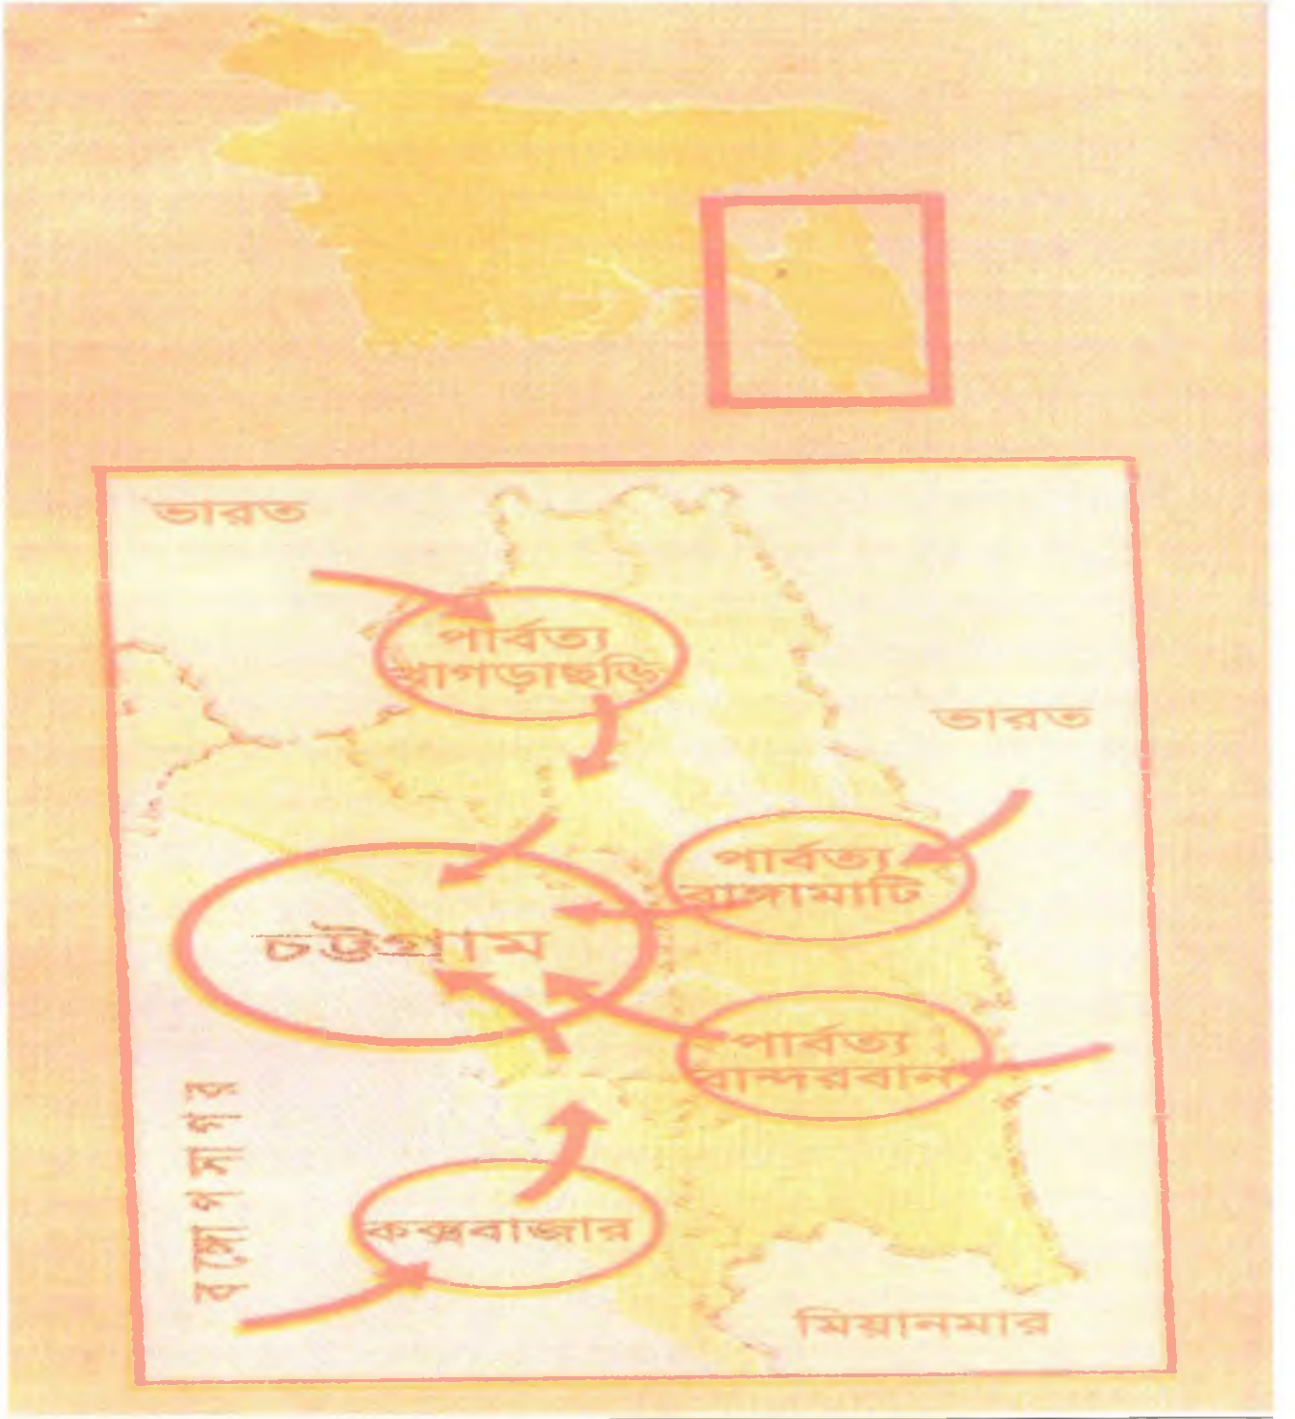 ভারত
পার্বত্য
খাগড়াছড়ি
ভারত
পার্বত্য
রাঙ্গামাটি
চট্টগ্রাম
পার্বত্য
বান্দরবান
বঙ্গোপসাগর
কক্সবাজার
মিয়ানমার